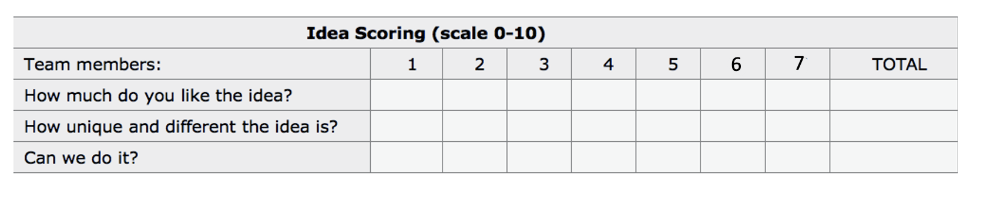 Idea Scoring (scale 0-10)
Team members: 1 2 3 4 5 6 7 TOTAL
How much do you like the idea?
How unique and different the idea is?
Can we do it?